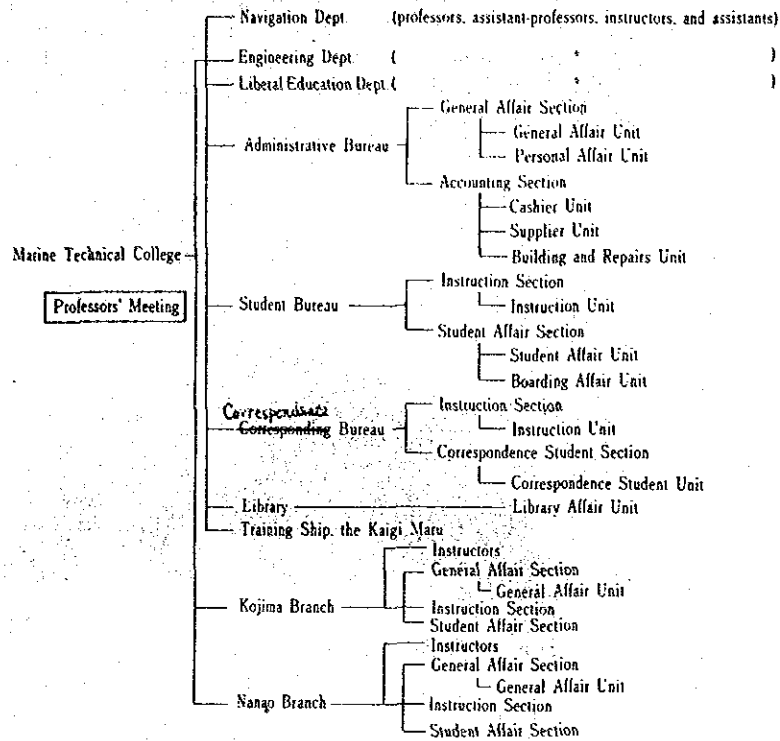 Navigation Dept. (professors, assistant-professors, instructors, and assistants)
Engineering Dept. ( " )
Liberal Education Dept. ( " )
General Affair Section
General Affair Unit
Administrative Bureau
Personal Affair Unit
Accounting Section
Cashier Unit
Supplier Unit
Marine Technical College
Building and Repairs Unit
Instruction Section
Professors' Meeting
Student Bureau
Instruction Unit
Student Affair Section
Student Affair Unit
Boarding Affair Unit
Instruction Section
Corresponding Bureau
Instruction Unit
Correspondence Student Section
Correspondence Student Unit
Library
Library Affair Unit
Training Ship, the Kaigi Maru
Instructors
General Affair Section
General Affair Unit
Kojima Branch
Instruction Section
Student Affair Section
Instructors
General Affair Section
General Affair Unit
Nanao Branch
Instruction Section
Student Affair Section